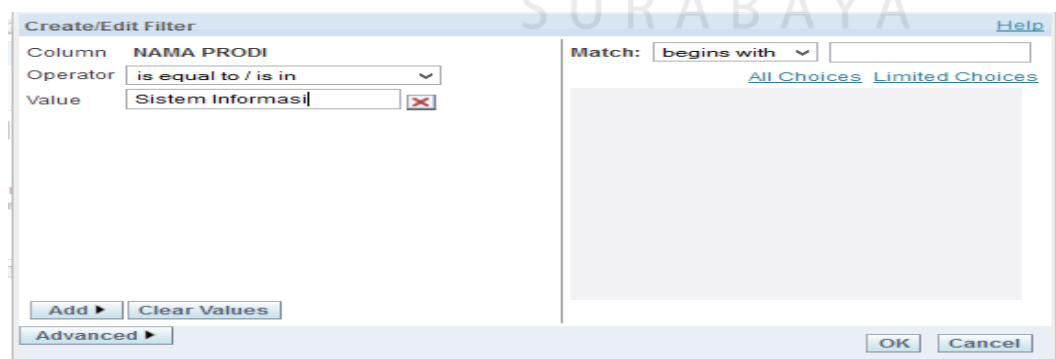 SURABAYA
Create/Edit Filter Help
Column NAMA PRODI
Operator is equal to / is in
Value Sistem Informasi
Match: begins with
All Choices Limited Choices
Add Clear Values
Advanced
OK Cancel